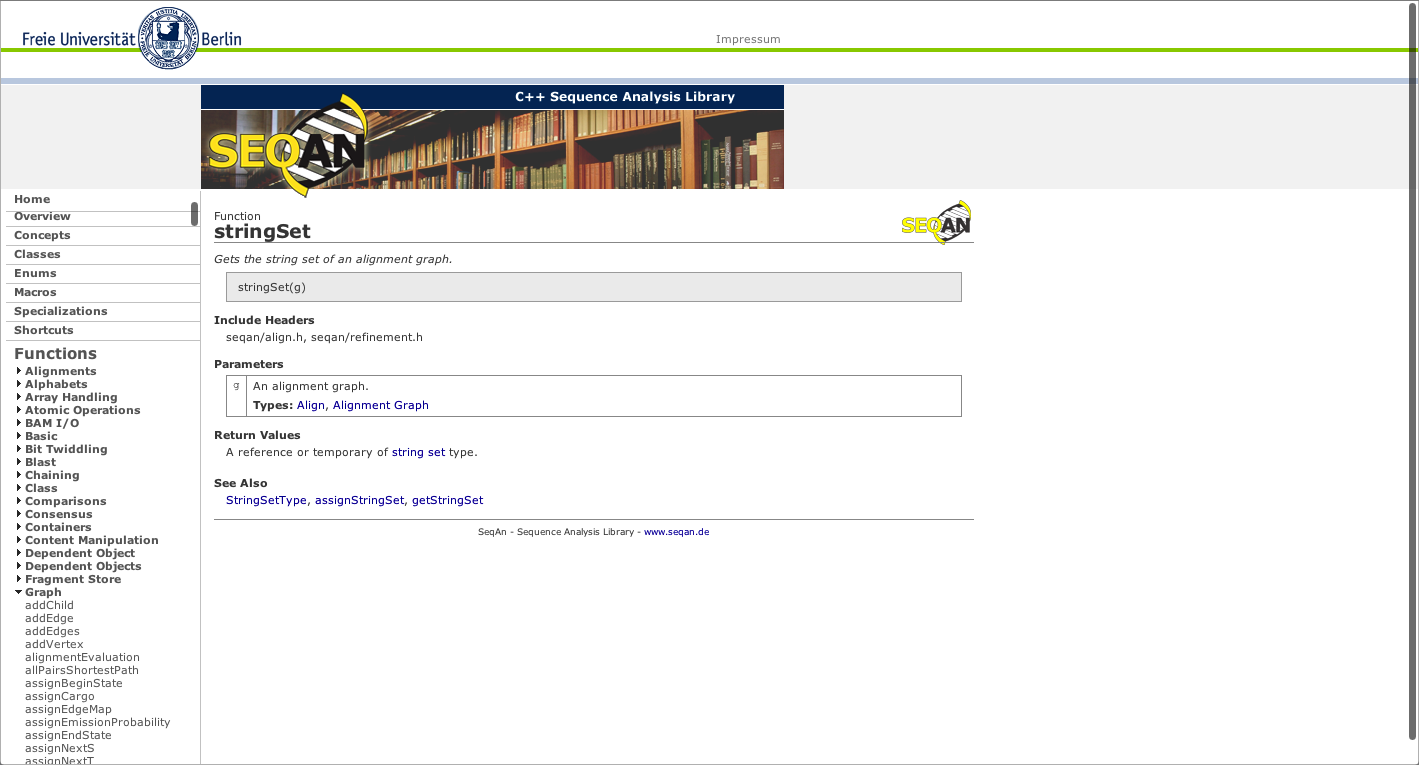 Freie Universität Berlin
Impressum
C++ Sequence Analysis Library
SEQAN
Home
Overview
Concepts
Classes
Enums
Macros
Specializations
Shortcuts
Functions
Alignments
Alphabets
Array Handling
Atomic Operations
BAM I/O
Basic
Bit Twiddling
Blast
Chaining
Class
Comparisons
Consensus
Containers
Content Manipulation
Dependent Object
Dependent Objects
Fragment Store
Graph
addChild
addEdge
addEdges
addVertex
alignmentEvaluation
allPairsShortestPath
assignBeginState
assignCargo
assignEdgeMap
assignEmissionProbability
assignEndState
assignNextS
assignNextT
Function
stringSet
SEQAN
Gets the string set of an alignment graph.
stringSet(g)
Include Headers
seqan/align.h, seqan/refinement.h
Parameters
g An alignment graph.
Types: Align, Alignment Graph
Return Values
A reference or temporary of string set type.
See Also
StringSetType, assignStringSet, getStringSet
SeqAn - Sequence Analysis Library - www.seqan.de